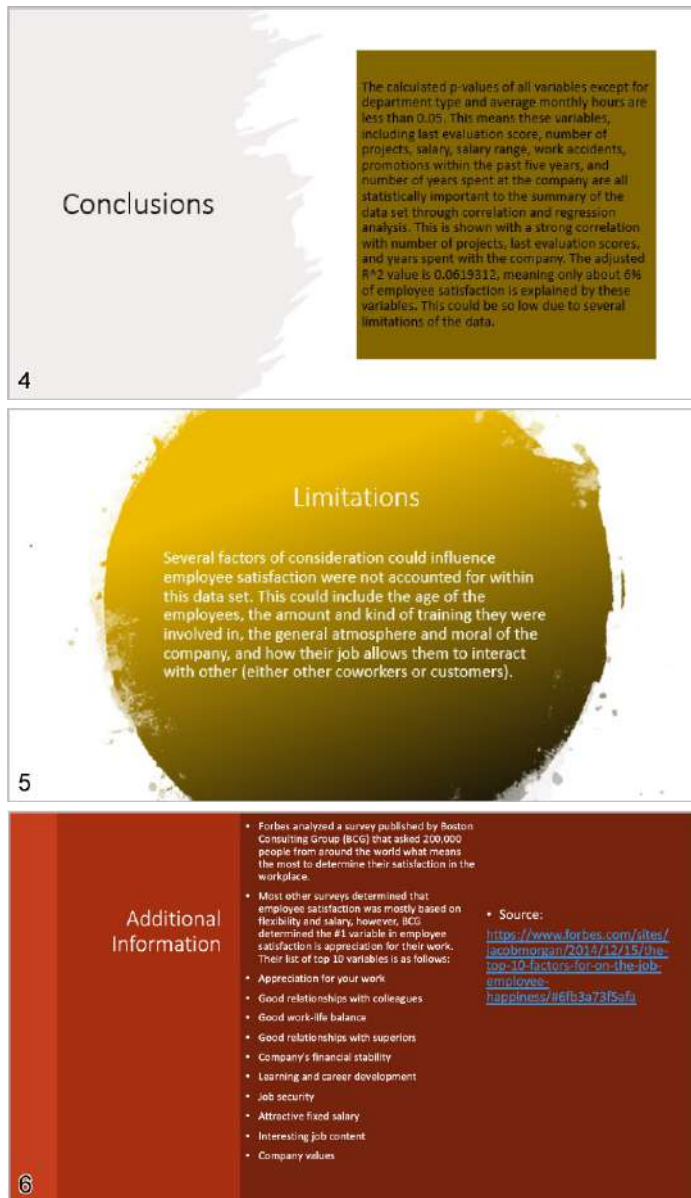 Conclusions
The calculated p-values of all variables except for
department type and average monthly hours are
less than 0.05. This means these variables,
including last evaluation score, number of
projects, salary, salary range, work accidents,
promotions within the past five years, and
number of years spent at the company are all
statistically important to the summary of the
data set through correlation and regression
analysis. This is shown with a strong correlation
with number of projects, last evaluation scores,
and years spent with the company. The adjusted
R^2 value is 0.0619312, meaning only about 6%
of employee satisfaction is explained by these
variables. This could be so low due to several
limitations of the data.
4
Limitations
Several factors of consideration could influence
employee satisfaction were not accounted for within
this data set. This could include the age of the
employees, the amount and kind of training they were
involved in, the general atmosphere and moral of the
company, and how their job allows them to interact
with other (either other coworkers or customers).
5
Additional
Information
• Forbes analyzed a survey published by Boston
Consulting Group (BCG) that asked 200,000
people from around the world what means
the most to determine their satisfaction in the
workplace.
• Most other surveys determined that
employee satisfaction was mostly based on
flexibility and salary, however, BCG
determined the #1 variable in employee
satisfaction is appreciation for their work.
Their list of top 10 variables is as follows:
• Appreciation for your work
• Good relationships with colleagues
• Good work-life balance
• Good relationships with superiors
• Company's financial stability
• Learning and career development
• Job security
• Attractive fixed salary
• Interesting job content
• Company values
• Source:
https://www.forbes.com/sites/
jacobmorgan/2014/12/15/the-
top-10-factors-for-on-the-job-
employee-
happiness/#6fb3a73f5afa
6